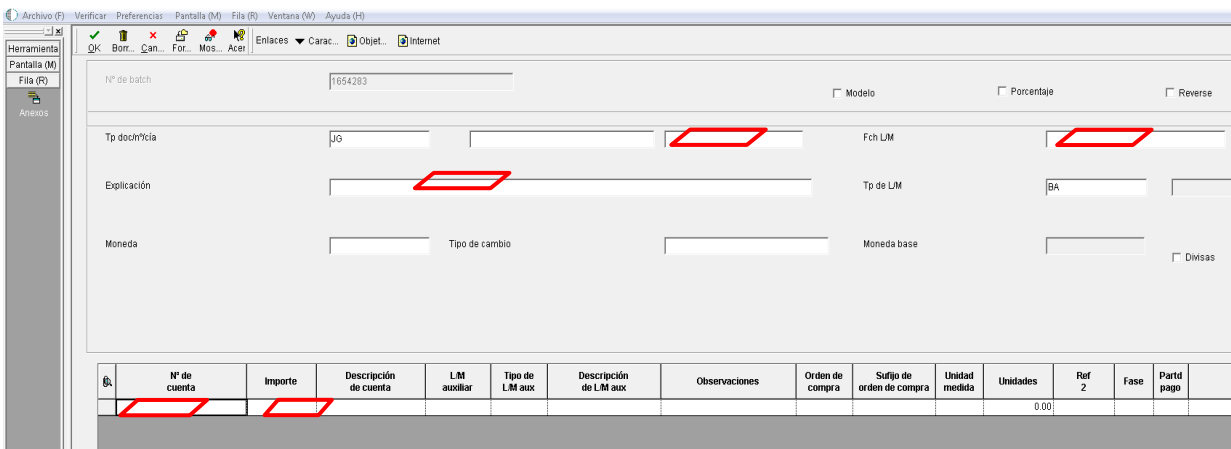 Archivo (F) Verificar Preferencias Pantalla (M) Fila (R) Ventana (W) Ayuda (H)
Herramienta
Pantalla (M)
Fila (R)
Anexos
OK Borr... Can... For... Mos... Acer Enlaces Carac... Objet... Internet
Nº de batch 1654283 Modelo Porcentaje Reverse
Tp doc/nº/cía JG Fch L/M
Explicación Tp de L/M BA
Moneda Tipo de cambio Moneda base
Divisas
Nº de cuenta Importe Descripción de cuenta L/M auxiliar Tipo de L/M aux Descripción de L/M aux Observaciones Orden de compra Sufijo de orden de compra Unidad medida Unidades Ref 2 Fase Partd pago
0.00